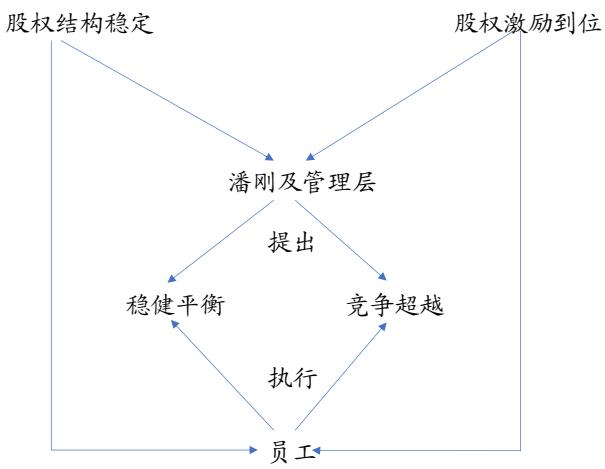 股权结构稳定
股权激励到位
潘刚及管理层
提出
稳健平衡
竞争超越
执行
员工